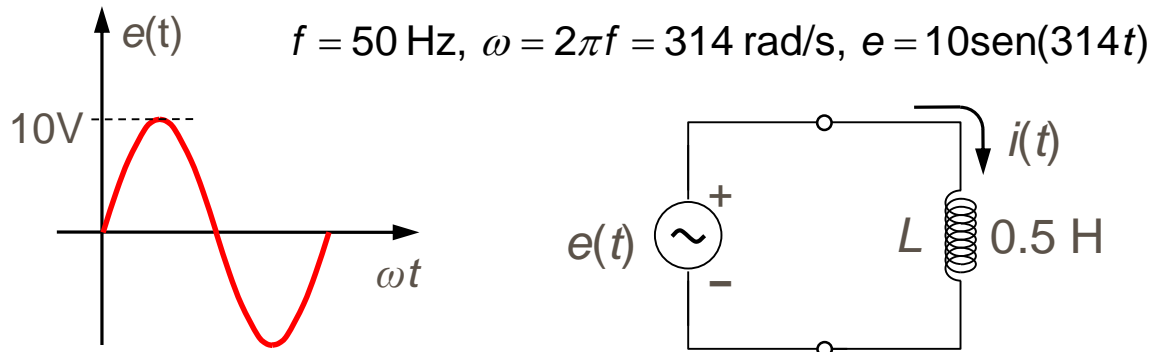 e(t)
f = 50 Hz, ω = 2πf = 314 rad/s, e = 10sen(314t)
10V
ωt
i(t)
+
e(t)
−
L
0.5 H